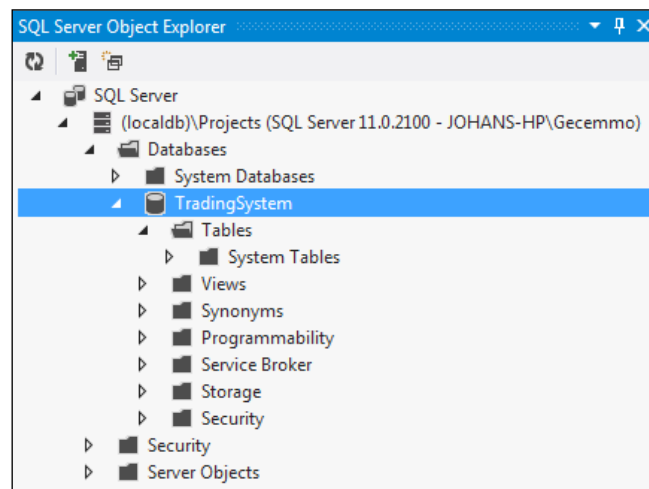 SQL Server Object Explorer
SQL Server
(localdb)\Projects (SQL Server 11.0.2100 - JOHANS-HP\Gecemmo)
Databases
System Databases
TradingSystem
Tables
System Tables
Views
Synonyms
Programmability
Service Broker
Storage
Security
Security
Server Objects